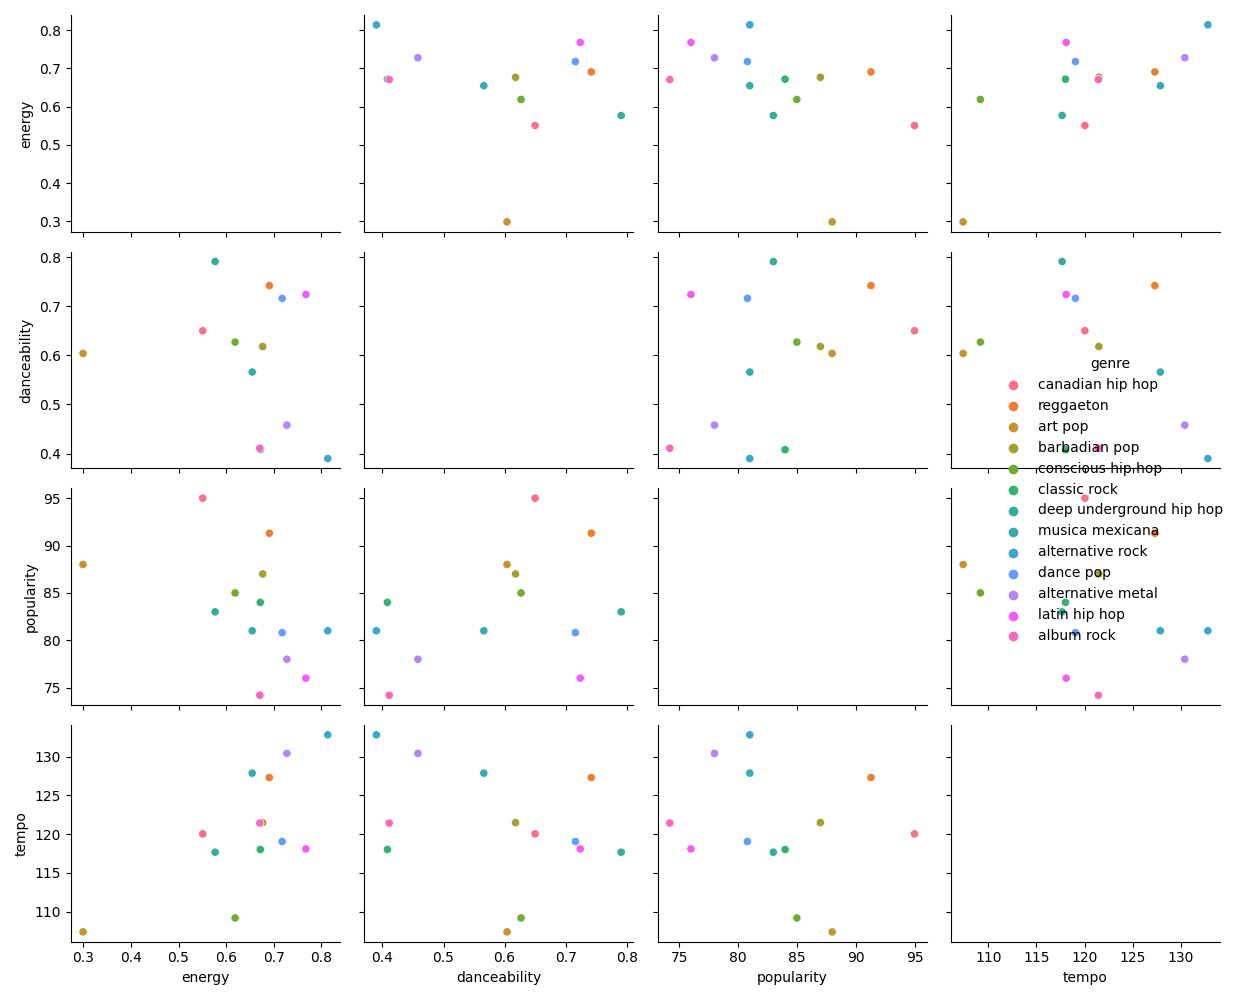 0.8
0.7
0.6
0.5
0.4
0.3
energy
0.8
0.7
0.6
0.5
0.4
danceability
genre
canadian hip hop
reggaeton
art pop
barbadian pop
conscious hip hop
classic rock
deep underground hip hop
musica mexicana
alternative rock
dance pop
alternative metal
latin hip hop
album rock
95
90
85
80
75
popularity
130
125
120
115
110
tempo
0.3 0.4 0.5 0.6 0.7 0.8
energy
0.4 0.5 0.6 0.7 0.8
danceability
75 80 85 90 95
popularity
110 115 120 125 130
tempo